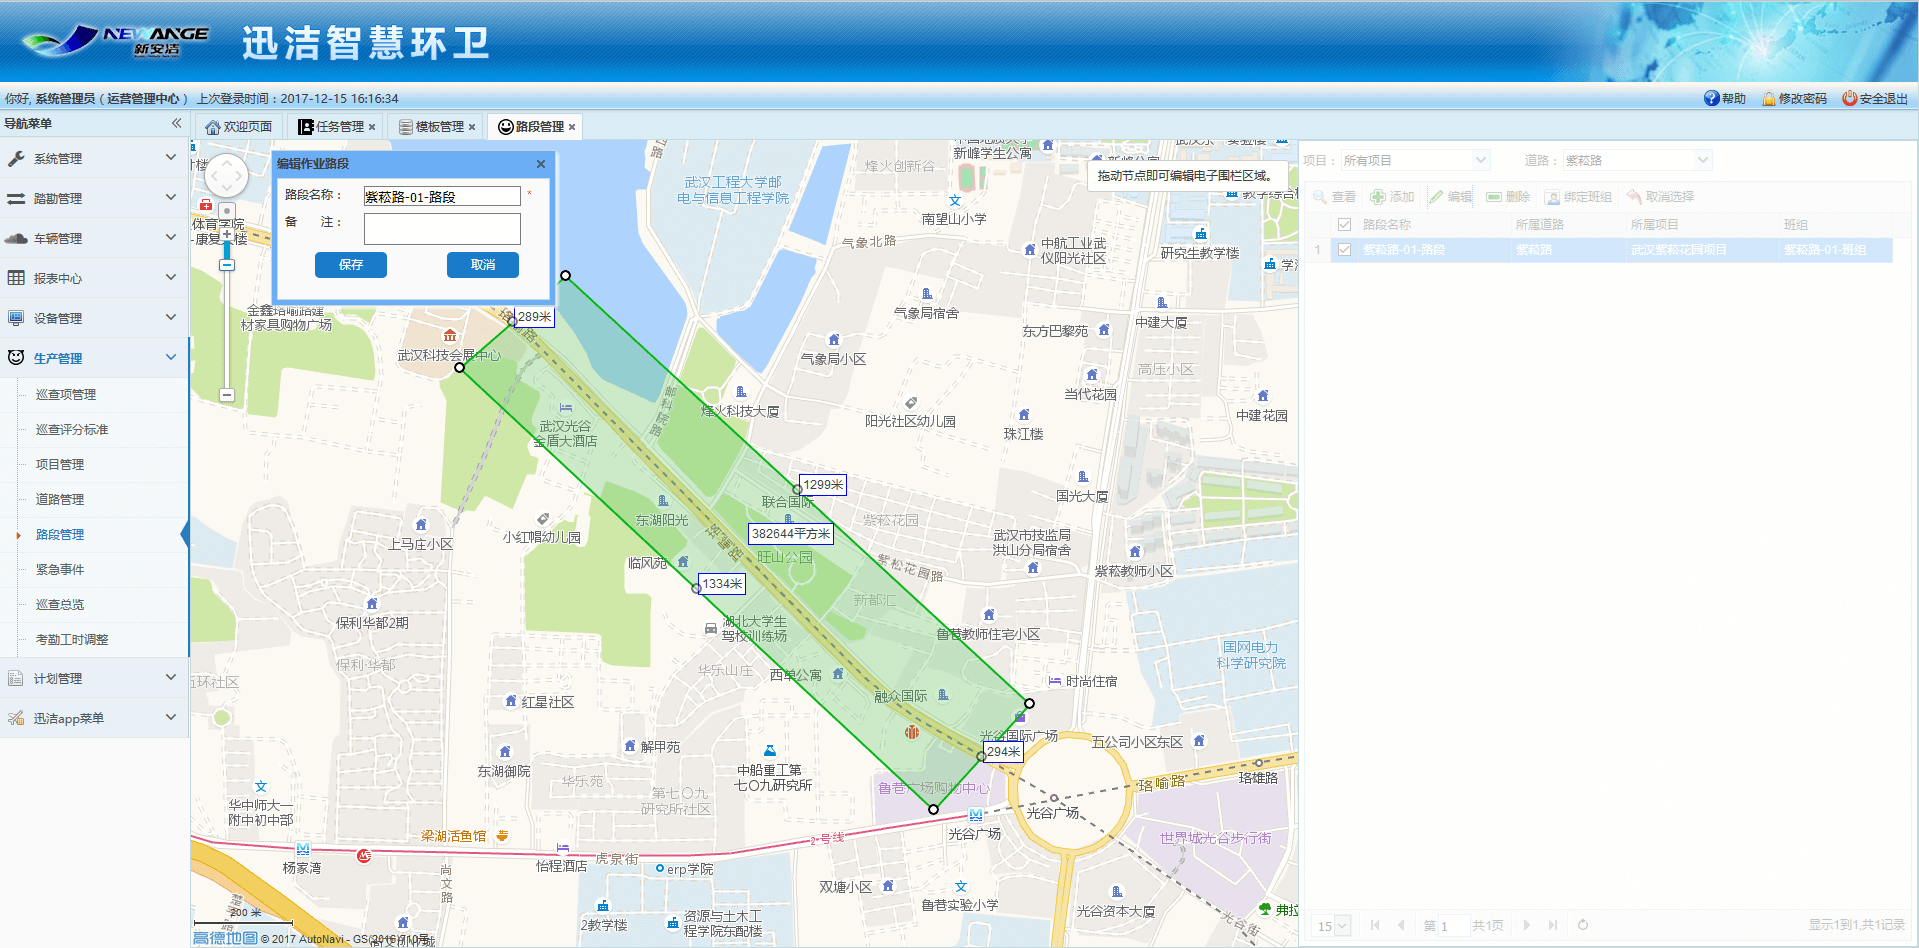 NEWANGE
新安洁
迅洁智慧环卫
你好, 系统管理员 ( 运营管理中心 ) 上次登录时间：2017-12-15 16:16:34
帮助 修改密码 安全退出
导航菜单
欢迎页面 任务管理 模板管理 路段管理
系统管理
踏勘管理
车辆管理
报表中心
设备管理
生产管理
巡查项管理
巡查评分标准
项目管理
道路管理
路段管理
紧急事件
巡查总览
考勤工时调整
计划管理
迅洁app菜单
编辑作业路段
路段名称： 紫菘路-01-路段 *
备 注：
保存 取消
拖动节点即可编辑电子围栏区域。
项目： 所有项目 道路： 紫菘路
查看 添加 编辑 删除 绑定班组 取消选择
路段名称 所属道路 所属项目 班组
1 紫菘路-01-路段 紫菘路 武汉紫菘花园项目 紫菘路-01-班组
15 第 1 共1页 显示1到1,共1记录
新峰学生公寓
烽火创新谷
武汉工程大学邮
电与信息工程学院
南望山小学
气象北路
中航工业武
仪阳光社区
研究生教学楼
体育学院
气象局宿舍
中建大厦
东方巴黎苑
气象局小区
高压小区
当代花园
中建花园
材家具购物广场
武汉科技会展中心
289米
珞喻路
邮科院路
烽火科技大厦
阳光社区幼儿园
珠江楼
武汉光谷
金盾大酒店
1299米
联合国际
国光大厦
东湖阳光
382644平方米
紫菘花园
武汉市技监局
洪山分局宿舍
小红帽幼儿园
上马庄小区
旺山公园
临风苑
紫菘花园路
紫菘教师小区
1334米
新都汇
保利华都2期
湖北大学生
驾校训练场
鲁巷教师住宅小区
国网电力
科学研究院
保利·华都
华乐山庄
西单公寓
融众国际
时尚住宿
红星社区
光谷国际广场
五公司小区东区
294米
解甲苑
东湖御院
华乐苑
中船重工第
七〇九研究所
第七〇九
研究所社区
鲁巷广场购物中心
珞喻路
珞雄路
华中师大一
附中初中部
光谷广场
光谷广场
梁湖活鱼馆
2号线
世界城光谷步行街
杨家湾
怡程酒店
虎泉街
erp学院
尚文路
双塘小区
鲁巷实验小学
光谷资本大厦
光谷街
2教学楼
资源与土木工
程学院东配楼
200 米
高德地图 © 2017 AutoNavi